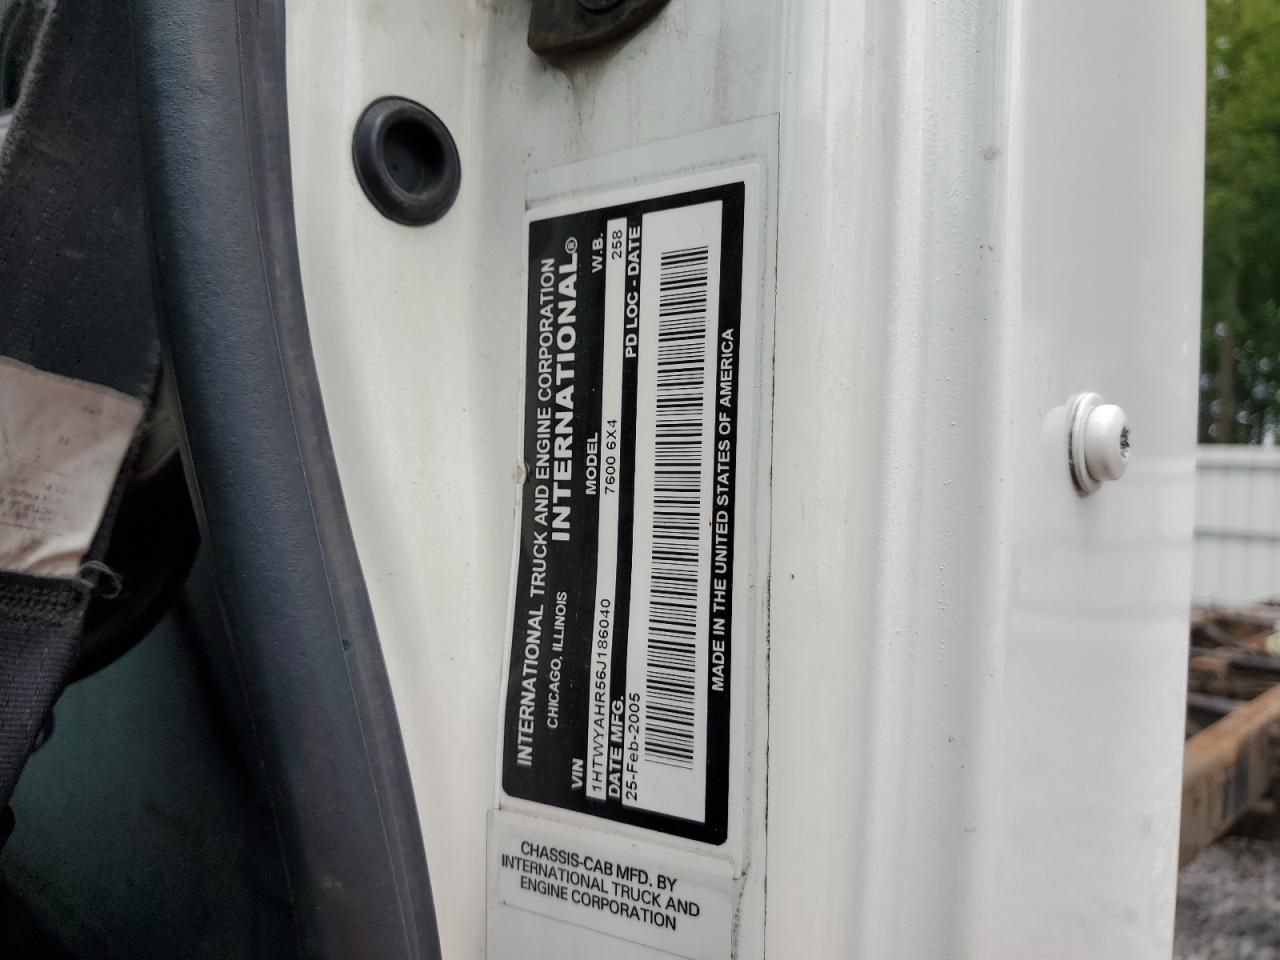 INTERNATIONAL TRUCK AND ENGINE CORPORATION
CHICAGO, ILLINOIS INTERNATIONAL®
VIN MODEL W.B.
1HTWYAHR56J186040 7600 6X4 258
DATE MFG. PD LOC - DATE
25-Feb-2005
MADE IN THE UNITED STATES OF AMERICA
CHASSIS-CAB MFD. BY
INTERNATIONAL TRUCK AND
ENGINE CORPORATION